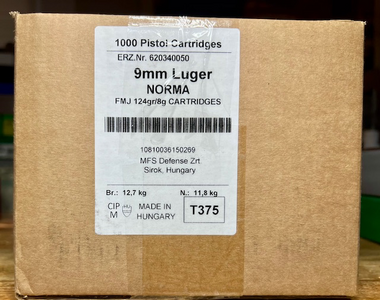 1000 Pistol Cartridges
ERZ.Nr. 620340050
9mm Luger
NORMA
FMJ 124gr/8g CARTRIDGES
10810036150269
MFS Defense Zrt.
Sirok, Hungary
Br.: 12,7 kg N.: 11,8 kg
CIP M MADE IN HUNGARY T375